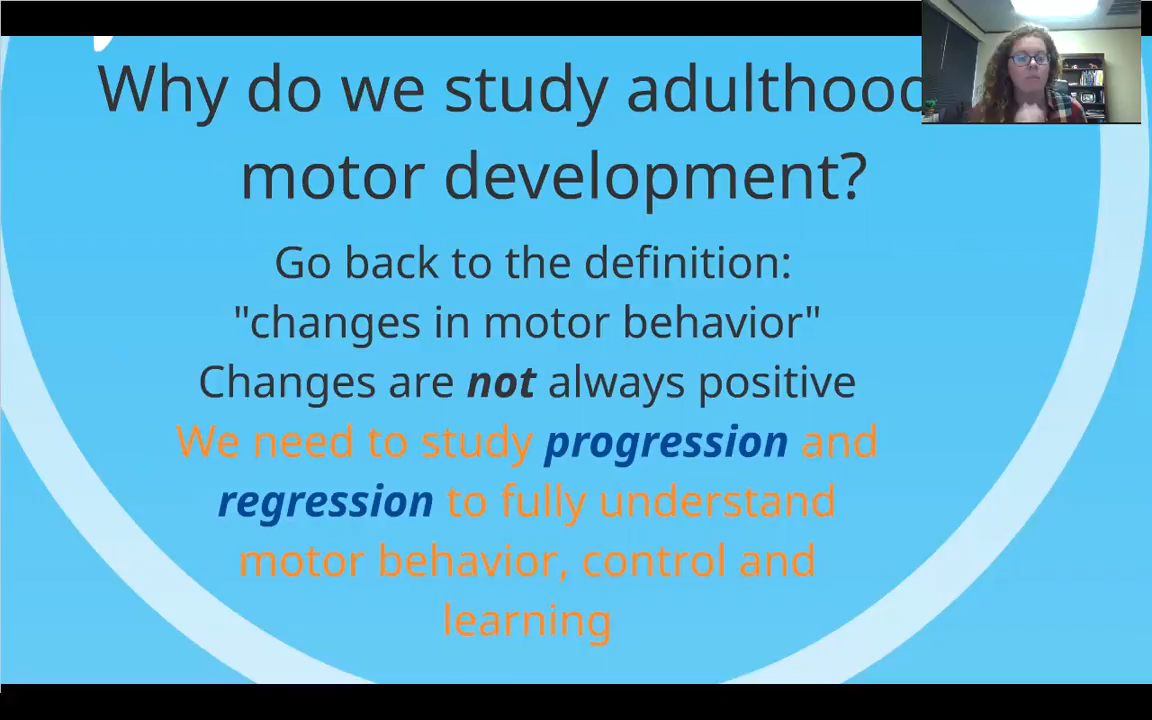 Why do we study adulthood
motor development?
Go back to the definition:
"changes in motor behavior"
Changes are not always positive
We need to study progression and
regression to fully understand
motor behavior, control and
learning